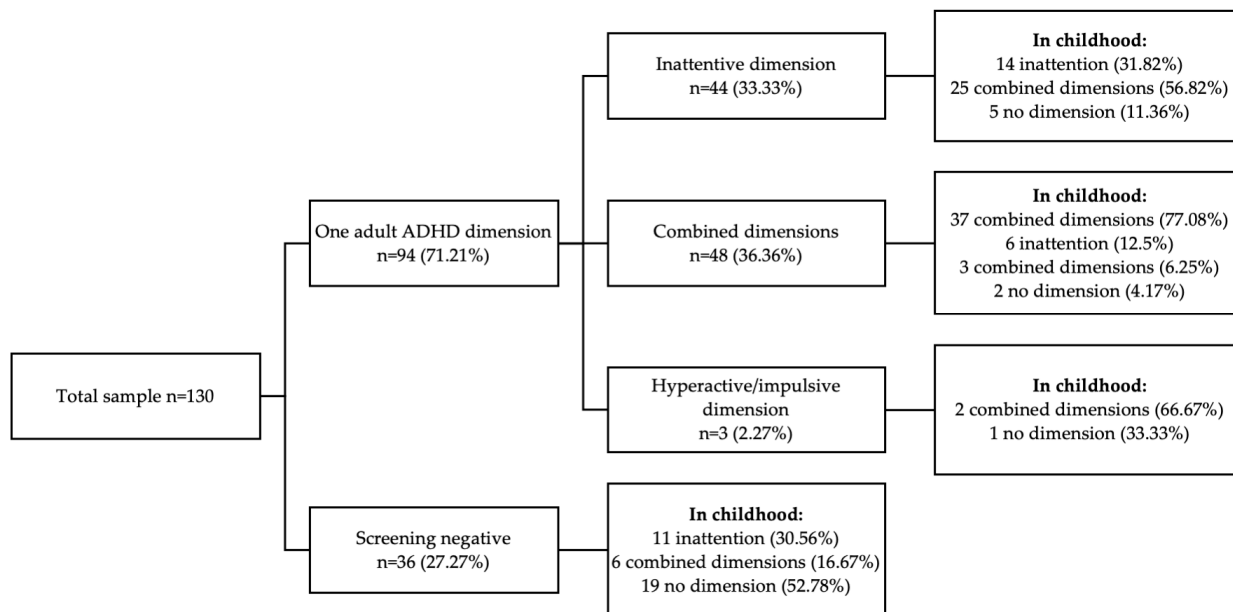 Total sample n=130
One adult ADHD dimension
n=94 (71.21%)
Inattentive dimension
n=44 (33.33%)
In childhood:
14 inattention (31.82%)
25 combined dimensions (56.82%)
5 no dimension (11.36%)
Combined dimensions
n=48 (36.36%)
In childhood:
37 combined dimensions (77.08%)
6 inattention (12.5%)
3 combined dimensions (6.25%)
2 no dimension (4.17%)
Hyperactive/impulsive
dimension
n=3 (2.27%)
In childhood:
2 combined dimensions (66.67%)
1 no dimension (33.33%)
Screening negative
n=36 (27.27%)
In childhood:
11 inattention (30.56%)
6 combined dimensions (16.67%)
19 no dimension (52.78%)